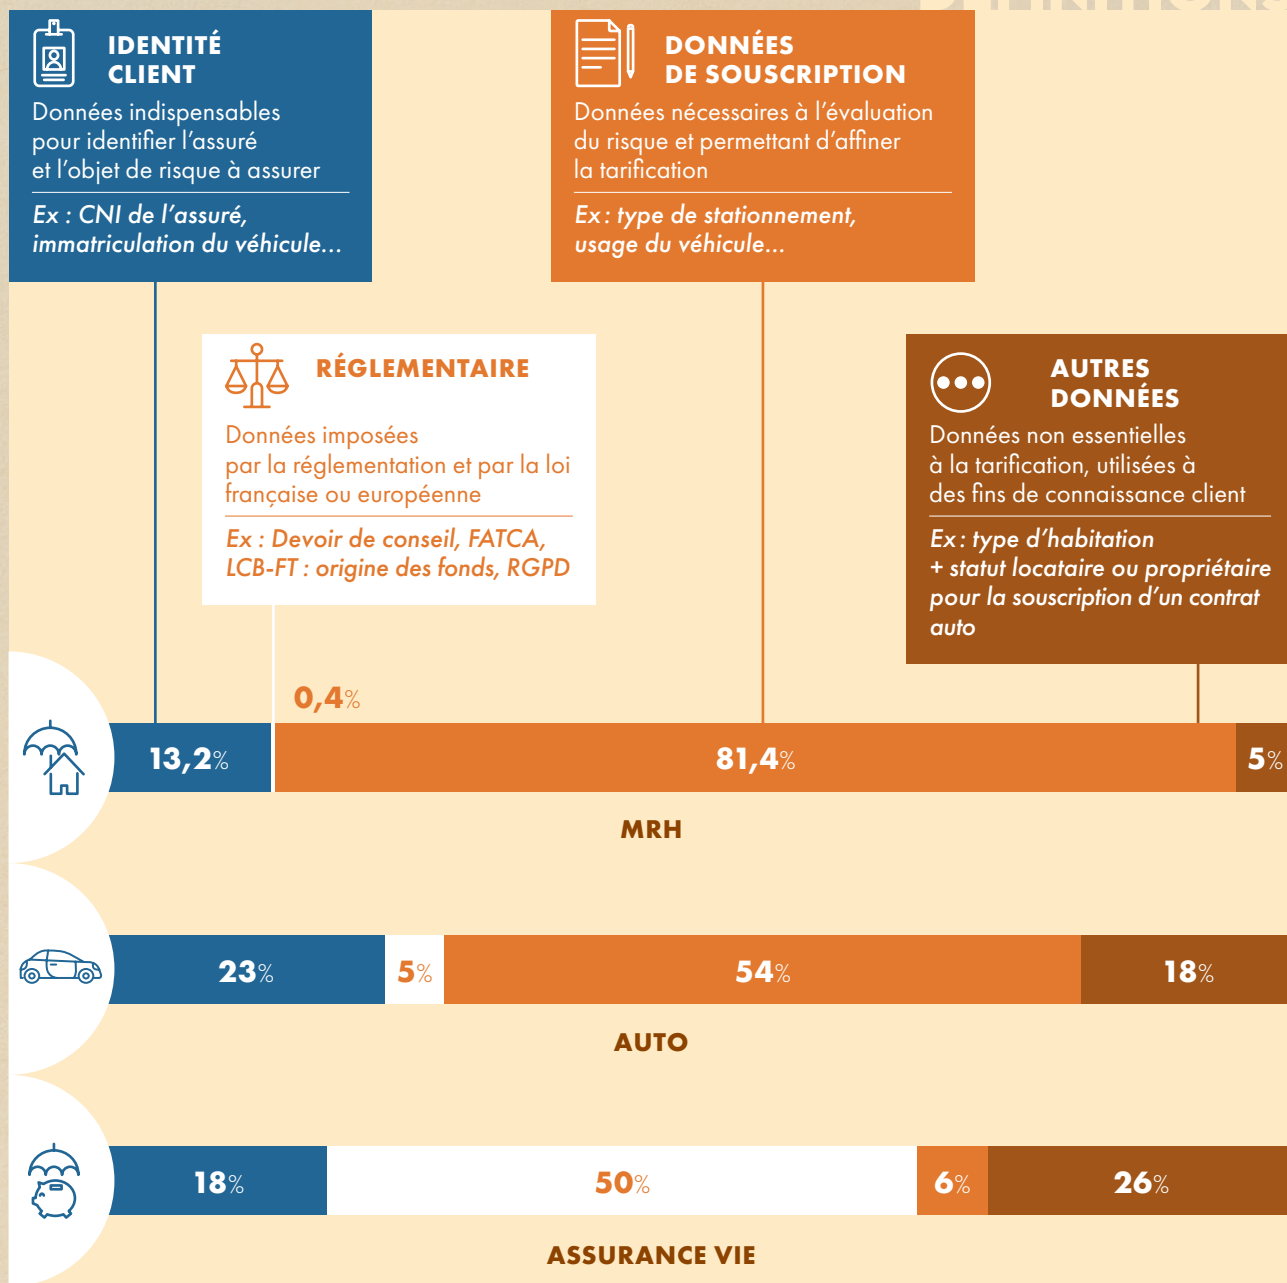 IDENTITÉ
CLIENT
Données indispensables
pour identifier l’assuré
et l’objet de risque à assurer
Ex : CNI de l’assuré,
immatriculation du véhicule...
DONNÉES
DE SOUSCRIPTION
Données nécessaires à l’évaluation
du risque et permettant d’affiner
la tarification
Ex : type de stationnement,
usage du véhicule...
RÉGLEMENTAIRE
Données imposées
par la réglementation et par la loi
française ou européenne
Ex : Devoir de conseil, FATCA,
LCB-FT : origine des fonds, RGPD
AUTRES
DONNÉES
Données non essentielles
à la tarification, utilisées à
des fins de connaissance client
Ex : type d’habitation
+ statut locataire ou propriétaire
pour la souscription d’un contrat
auto
0,4%
13,2% 81,4% 5%
MRH
23% 5% 54% 18%
AUTO
18% 50% 6% 26%
ASSURANCE VIE